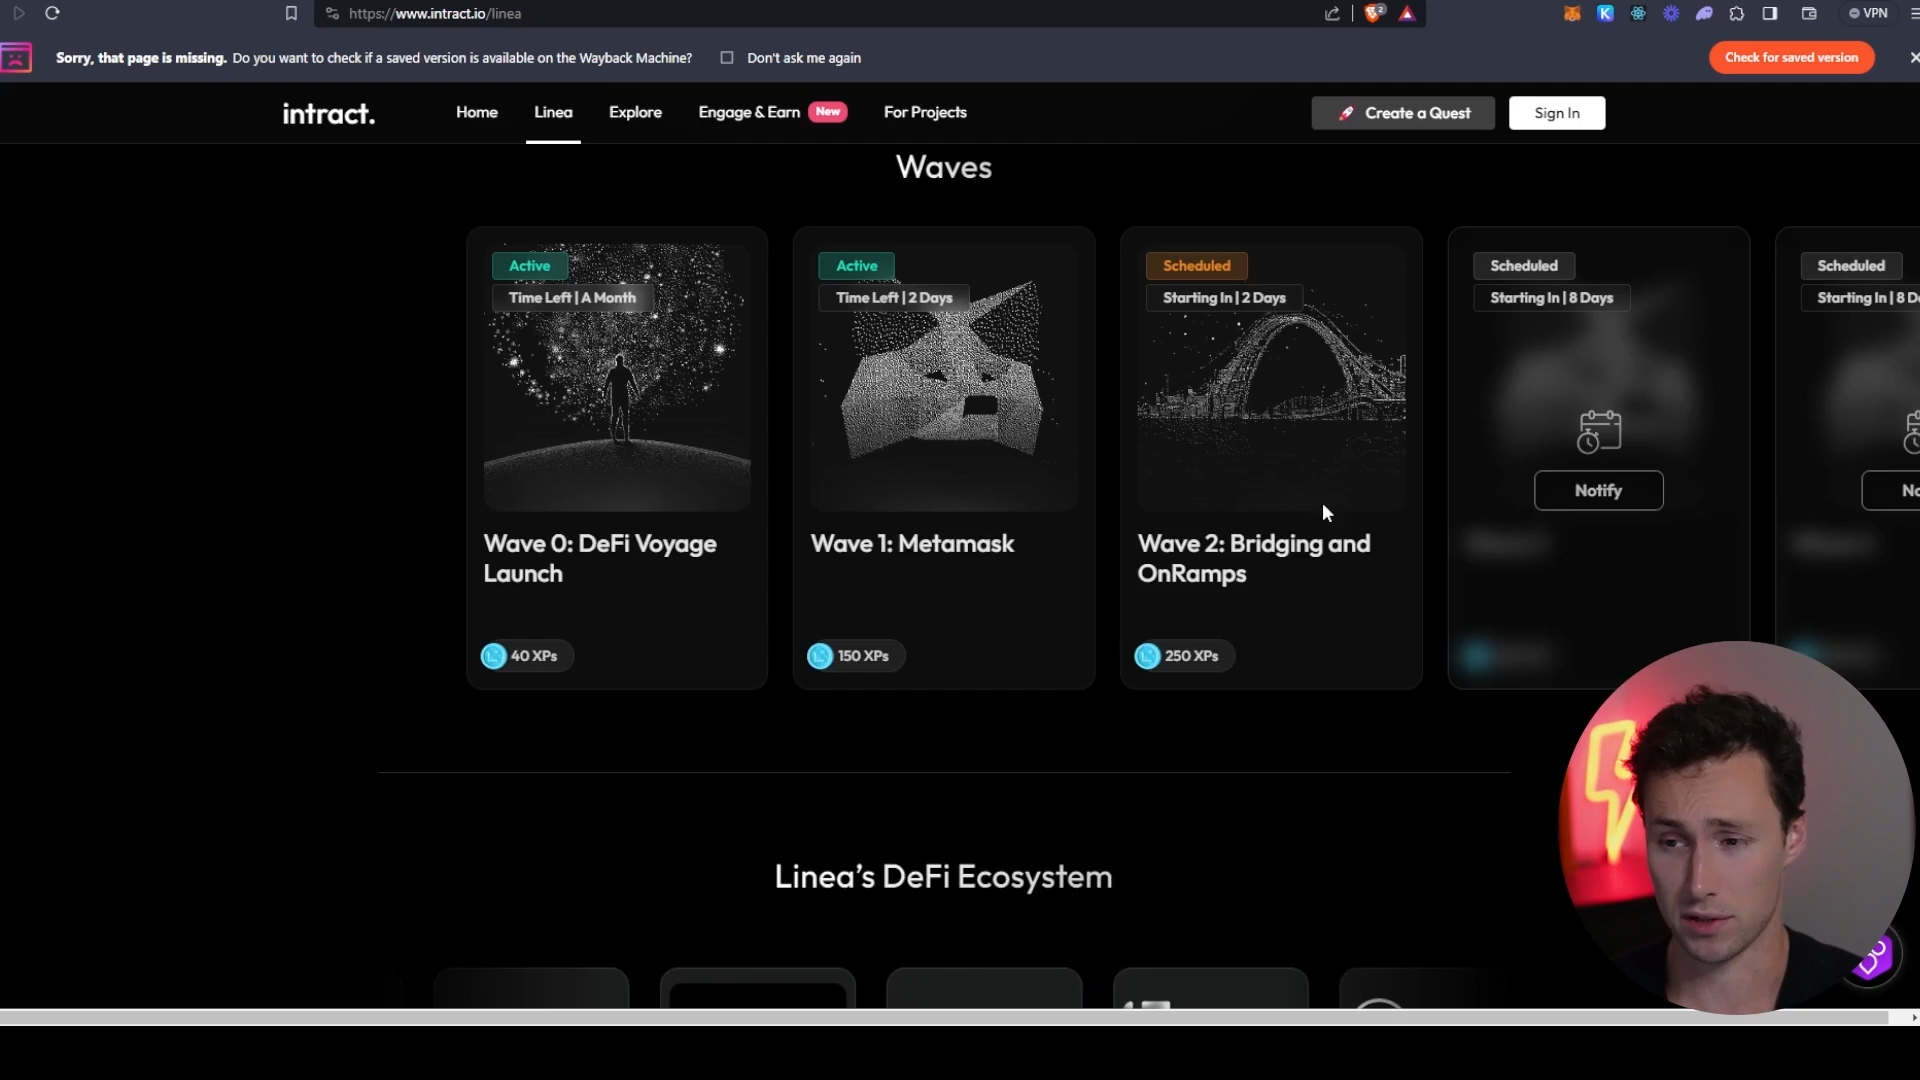 https://www.intract.io/linea
2
VPN
Sorry, that page is missing. Do you want to check if a saved version is available on the Wayback Machine?
Don't ask me again
Check for saved version
intract.
Home
Linea
Explore
Engage & Earn
New
For Projects
Create a Quest
Sign In
Waves
Active
Time Left | A Month
Wave 0: DeFi Voyage
Launch
40 XPs
Active
Time Left | 2 Days
Wave 1: Metamask
150 XPs
Scheduled
Starting In | 2 Days
Wave 2: Bridging and
OnRamps
250 XPs
Scheduled
Starting In | 8 Days
Notify
Scheduled
Starting In | 8 D
Linea's DeFi Ecosystem